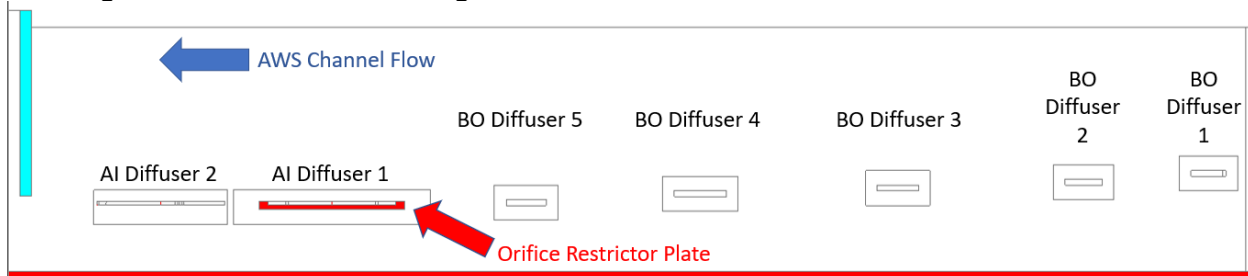 AWS Channel Flow
BO
Diffuser
2
BO
Diffuser
1
BO Diffuser 5
BO Diffuser 4
BO Diffuser 3
AI Diffuser 2
AI Diffuser 1
Orifice Restrictor Plate